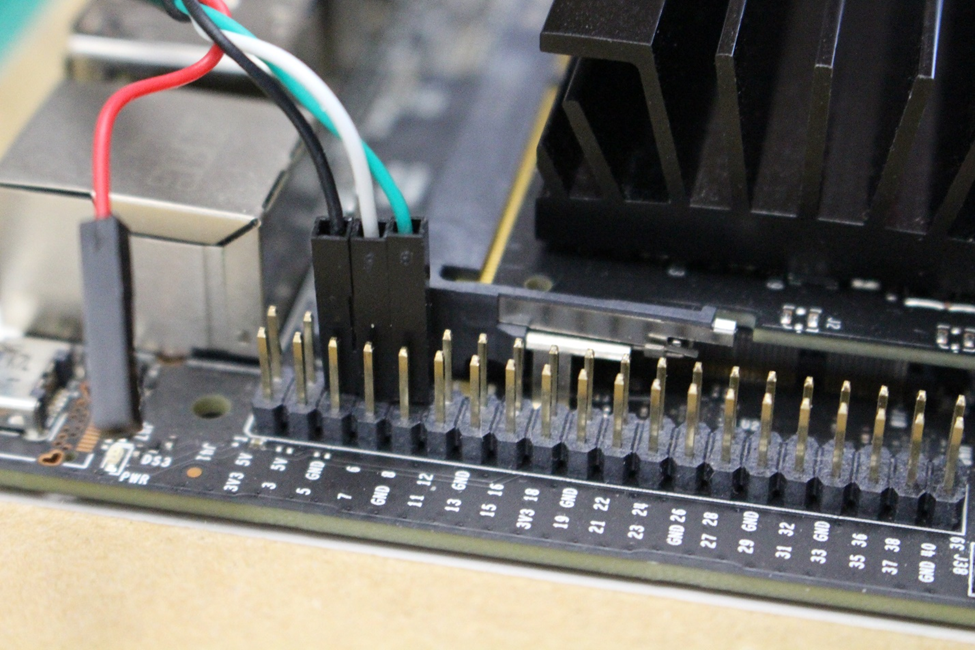 3V3 5V
3 5V
5 GND
7 6
GND 8
11 12
13 GND
15 16
3V3 18
19 GND
21 22
23 24
GND 26
27 28
29 GND
31 32
33 GND
35 36
37 38
GND 40
J38
PWR
DS3
J2